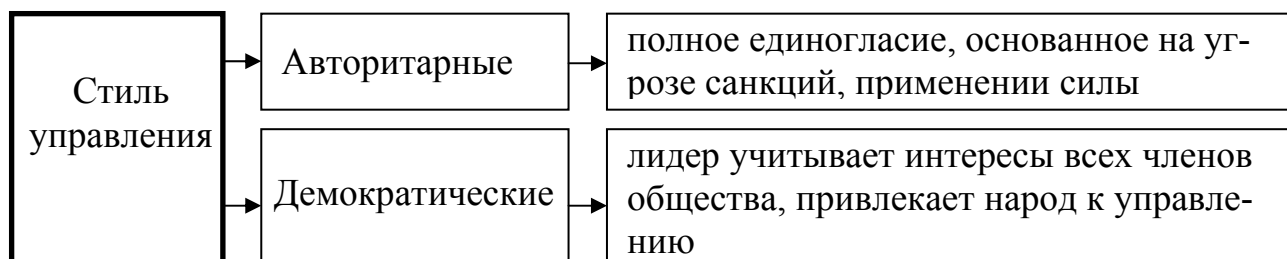 Стиль
управления
Авторитарные
полное единогласие, основанное на уг-
розе санкций, применении силы
Демократические
лидер учитывает интересы всех членов
общества, привлекает народ к управле-
нию